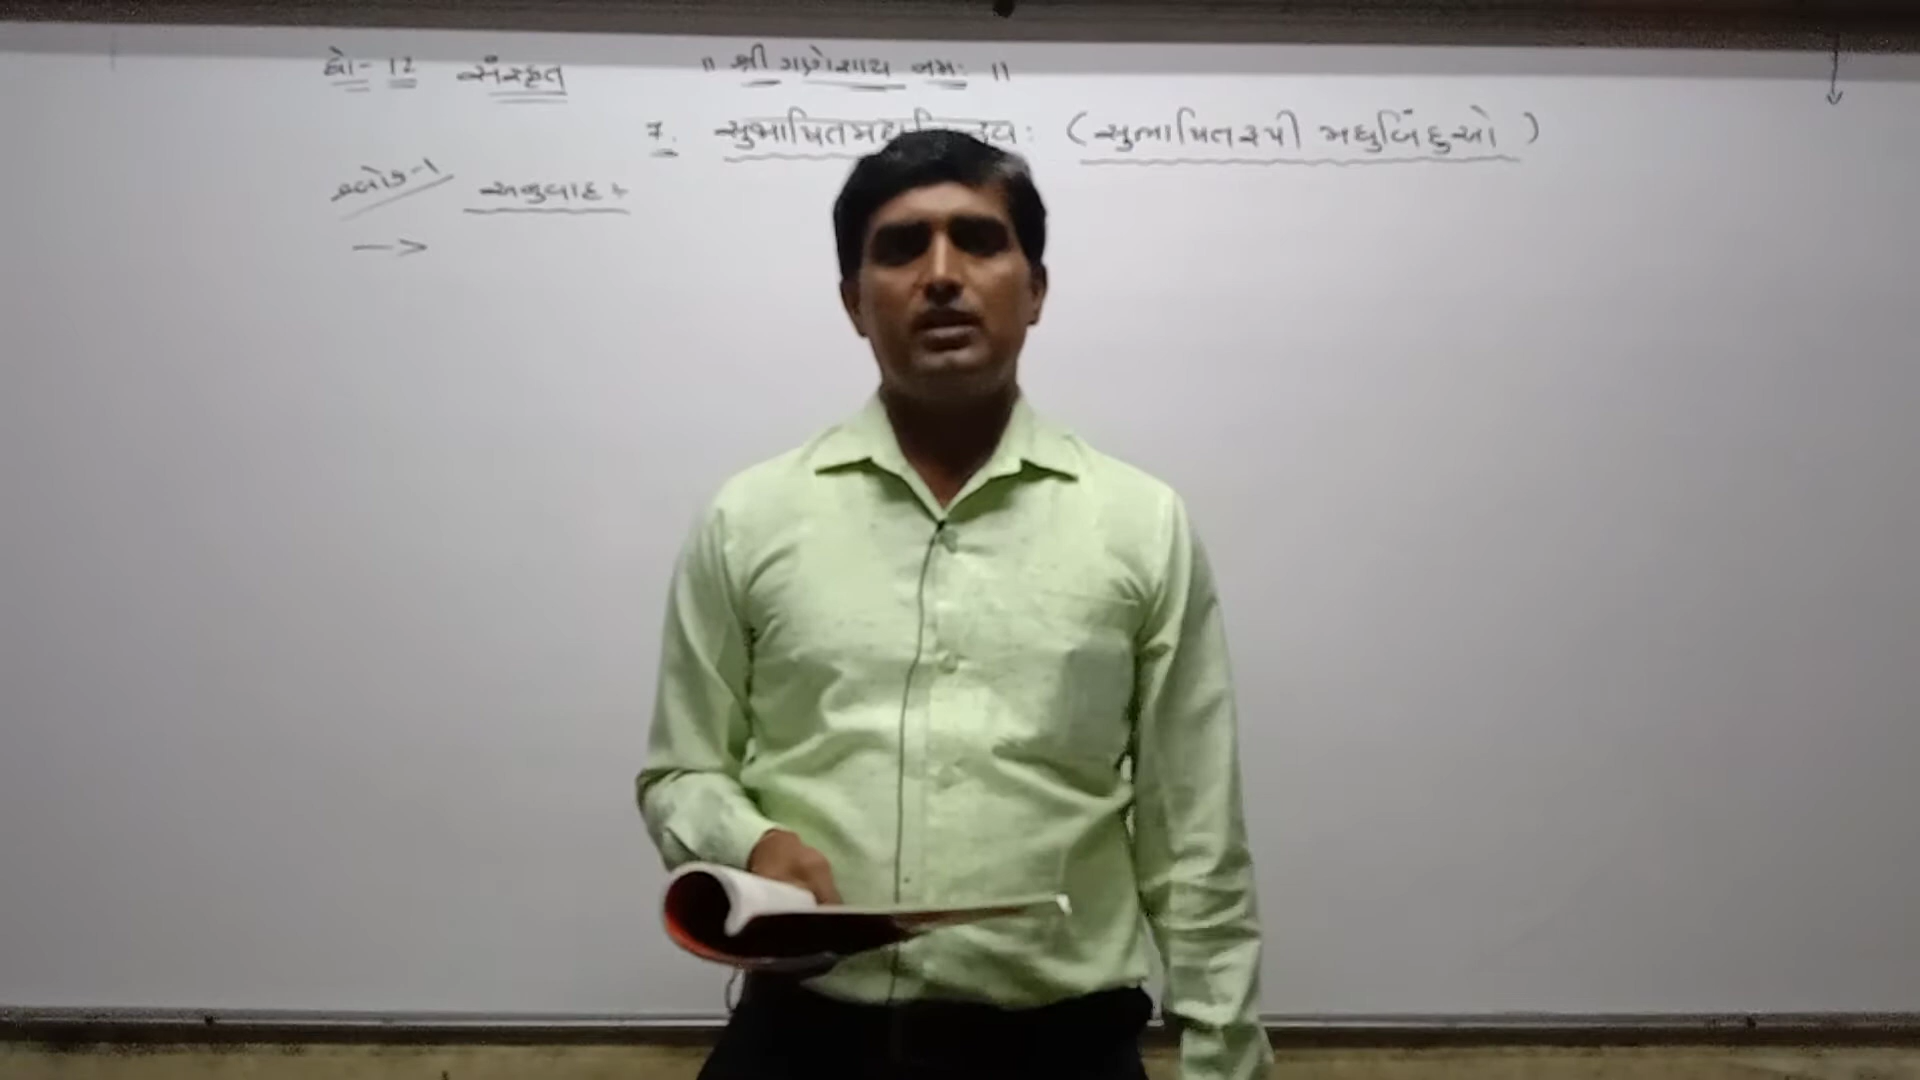 ધો- 12 સંસ્કૃત ॥ શ્રી ગણેશાય નમઃ ॥
7. (સુભાષિતરૂપી મધુબિંદુઓ)
શ્લોક-1 અનુવાદ :
→